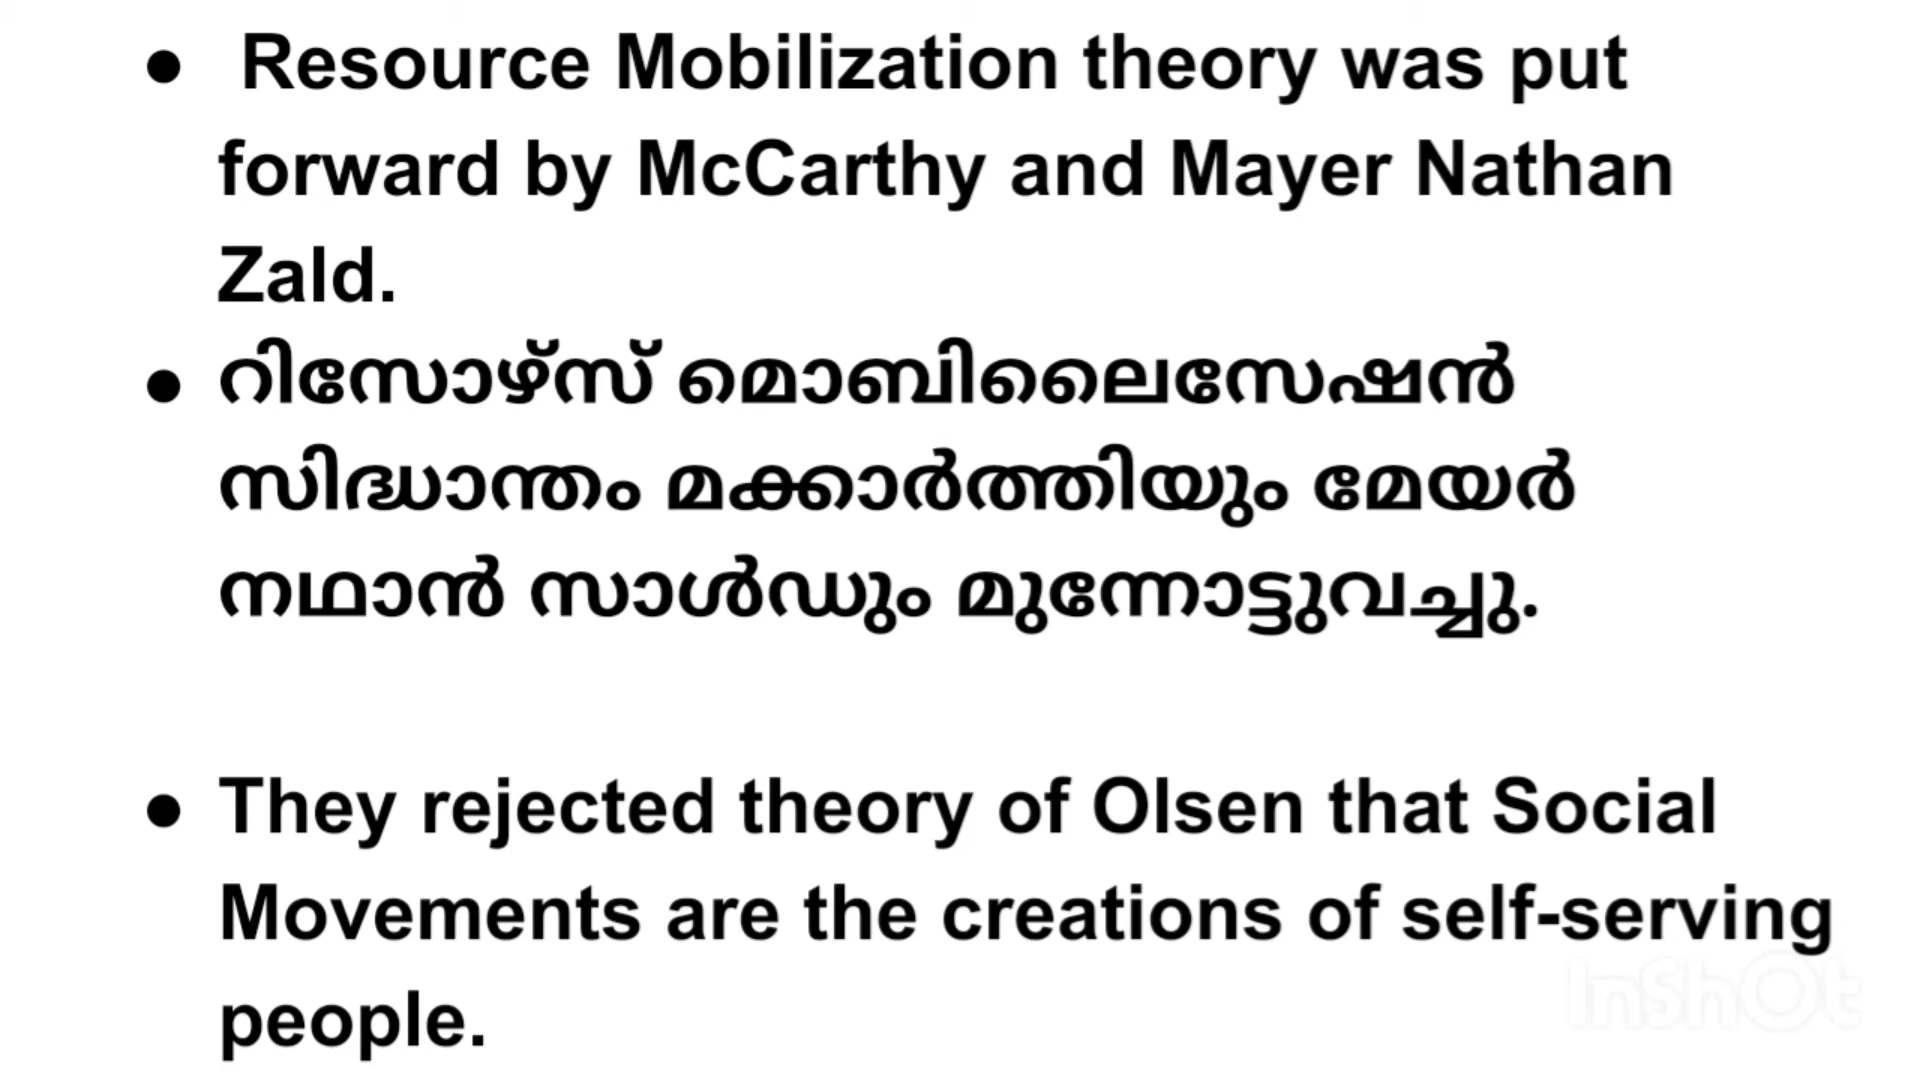 ● Resource Mobilization theory was put
forward by McCarthy and Mayer Nathan
Zald.
● റിസോഴ്സ് മൊബിലൈസേഷൻ
സിദ്ധാന്തം മക്കാർത്തിയും മേയർ
നഥാൻ സാൾഡും മുന്നോട്ടുവച്ചു.
● They rejected theory of Olsen that Social
Movements are the creations of self-serving
people.
InShOt